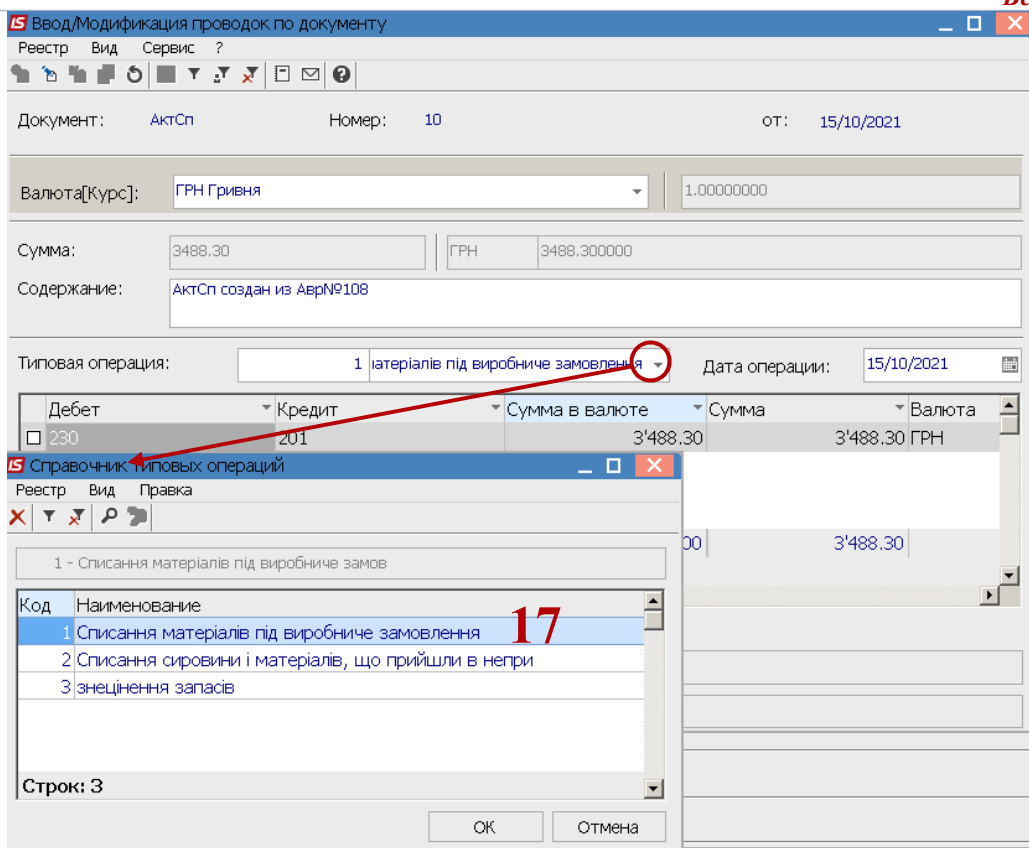 Ввод/Модификация проводок по документу
Реестр Вид Сервис ?
Документ: АктСп Номер: 10 от: 15/10/2021
Валюта[Курс]: ГРН Гривня 1.00000000
Сумма: 3488.30 ГРН 3488.300000
Содержание: АктСп создан из Авр№108
Типовая операция: 1 атеріалів під виробниче замовлення Дата операции: 15/10/2021
Дебет Кредит Сумма в валюте Сумма Валюта
230 201 3'488.30 3'488.30 ГРН
Справочник типовых операций
Реестр Вид Правка
00 3'488.30
1 - Списання матеріалів під виробниче замов
Код Наименование
1 Списання матеріалів під виробниче замовлення 17
2 Списання сировини і матеріалів, що прийшли в непри
3 знецінення запасів
Строк: 3
ОК Отмена